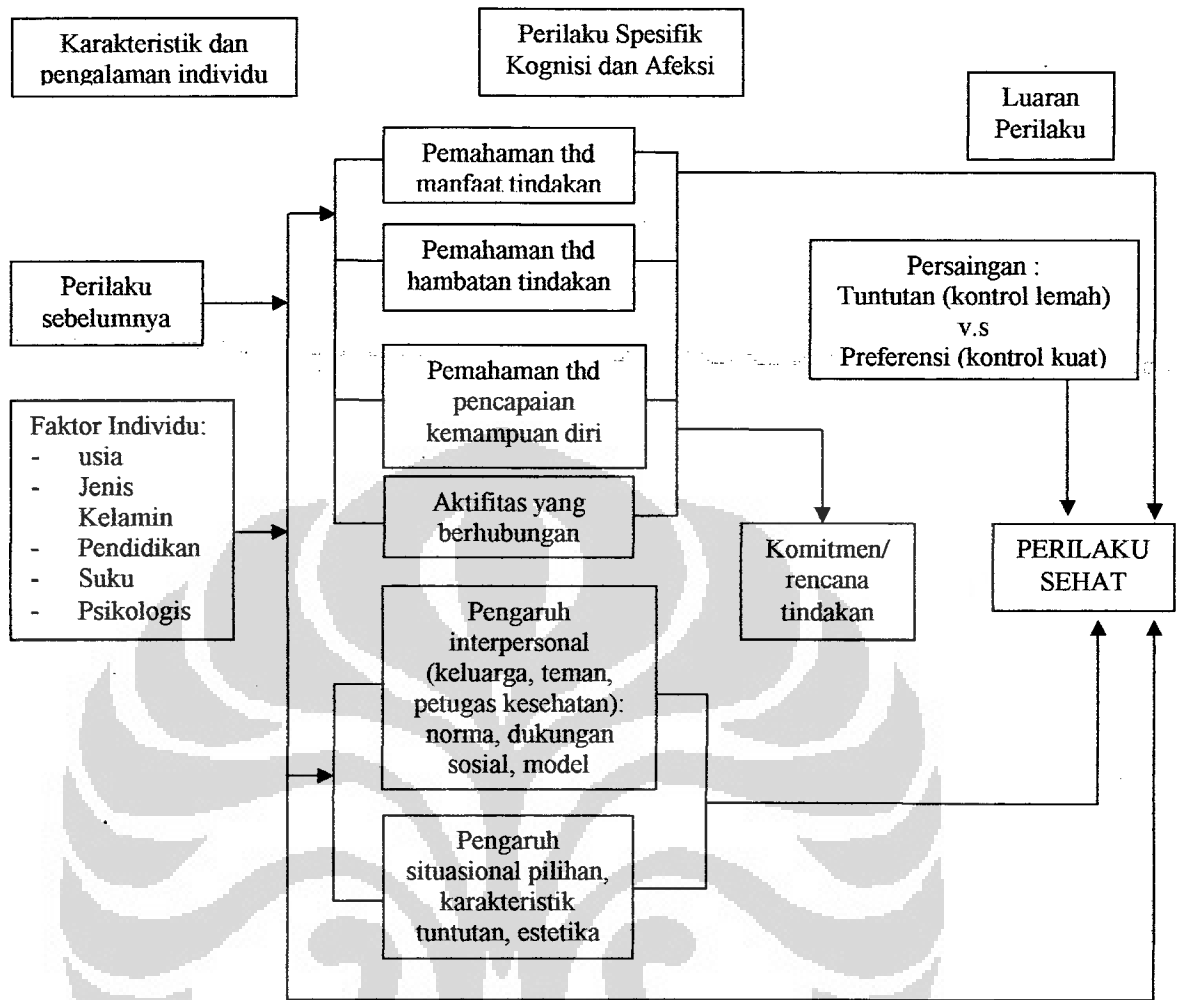 Karakteristik dan
pengalaman individu
Perilaku Spesifik
Kognisi dan Afeksi
Luaran
Perilaku
Perilaku
sebelumnya
Faktor Individu:
- usia
- Jenis
Kelamin
- Pendidikan
- Suku
- Psikologis
Pemahaman thd
manfaat tindakan
Pemahaman thd
hambatan tindakan
Pemahaman thd
pencapaian
kemampuan diri
Aktifitas yang
berhubungan
Pengaruh
interpersonal
(keluarga, teman,
petugas kesehatan):
norma, dukungan
sosial, model
Pengaruh
situasional pilihan,
karakteristik
tuntutan, estetika
Persaingan :
Tuntutan (kontrol lemah)
v.s
Preferensi (kontrol kuat)
Komitmen/
rencana
tindakan
PERILAKU
SEHAT